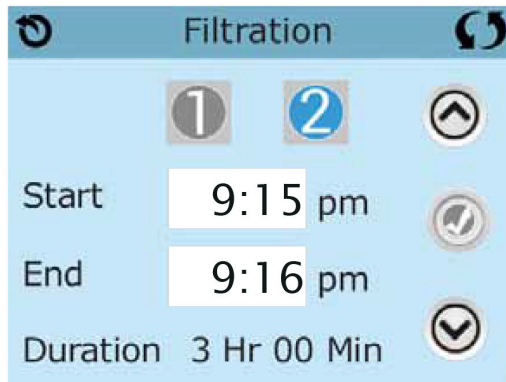 Filtration
1 2
Start 9:15 pm
End 9:16 pm
Duration 3 Hr 00 Min